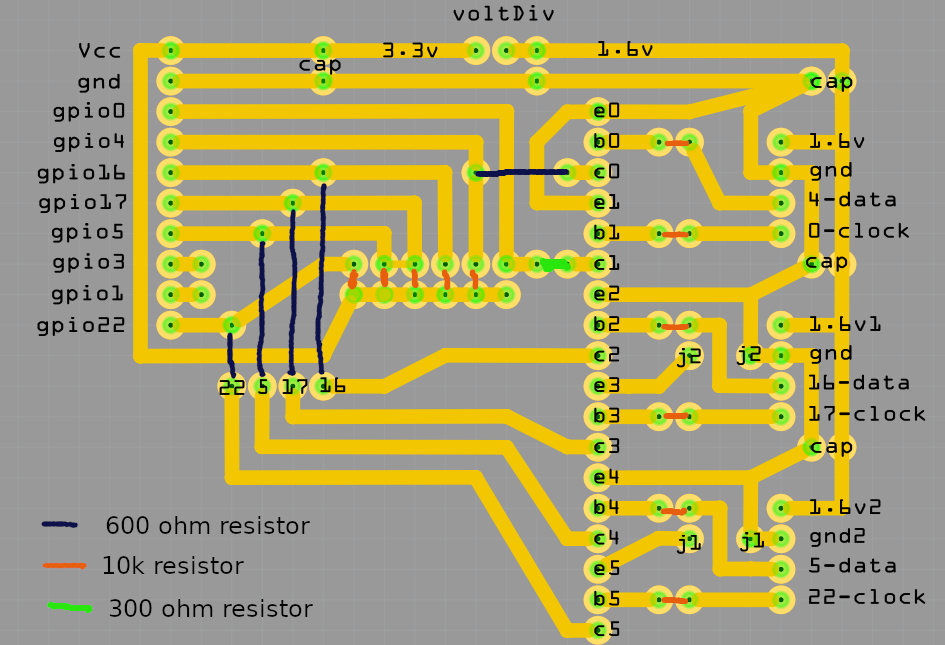 voltDiv
Vcc 3.3v 1.6v
cap
gnd cap
gpio0 e0
gpio4 b0 1.6v
gpio16 c0 gnd
gpio17 e1 4-data
gpio5 b1 0-clock
gpio3 c1 cap
gpio1 e2
gpio22 b2 1.6v1
c2 j2 j2 gnd
22 5 17 16 e3 16-data
b3 17-clock
c3 cap
e4
b4 1.6v2
c4 j1 j1 gnd2
e5 5-data
b5 22-clock
c5
600 ohm resistor
10k resistor
300 ohm resistor